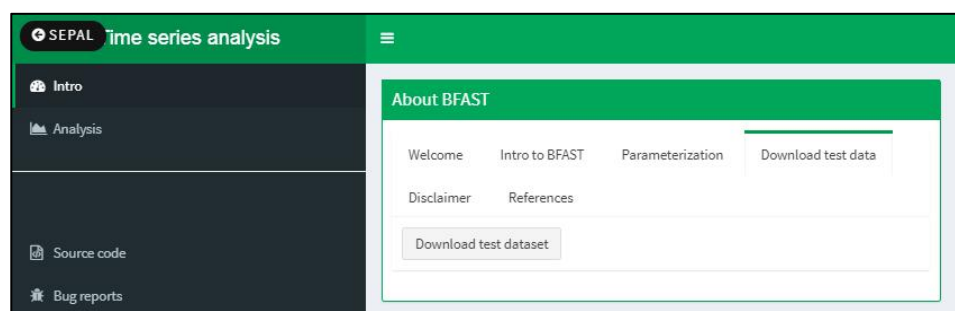 SEPAL Time series analysis
Intro
Analysis
Source code
Bug reports
About BFAST
Welcome Intro to BFAST Parameterization Download test data
Disclaimer References
Download test dataset